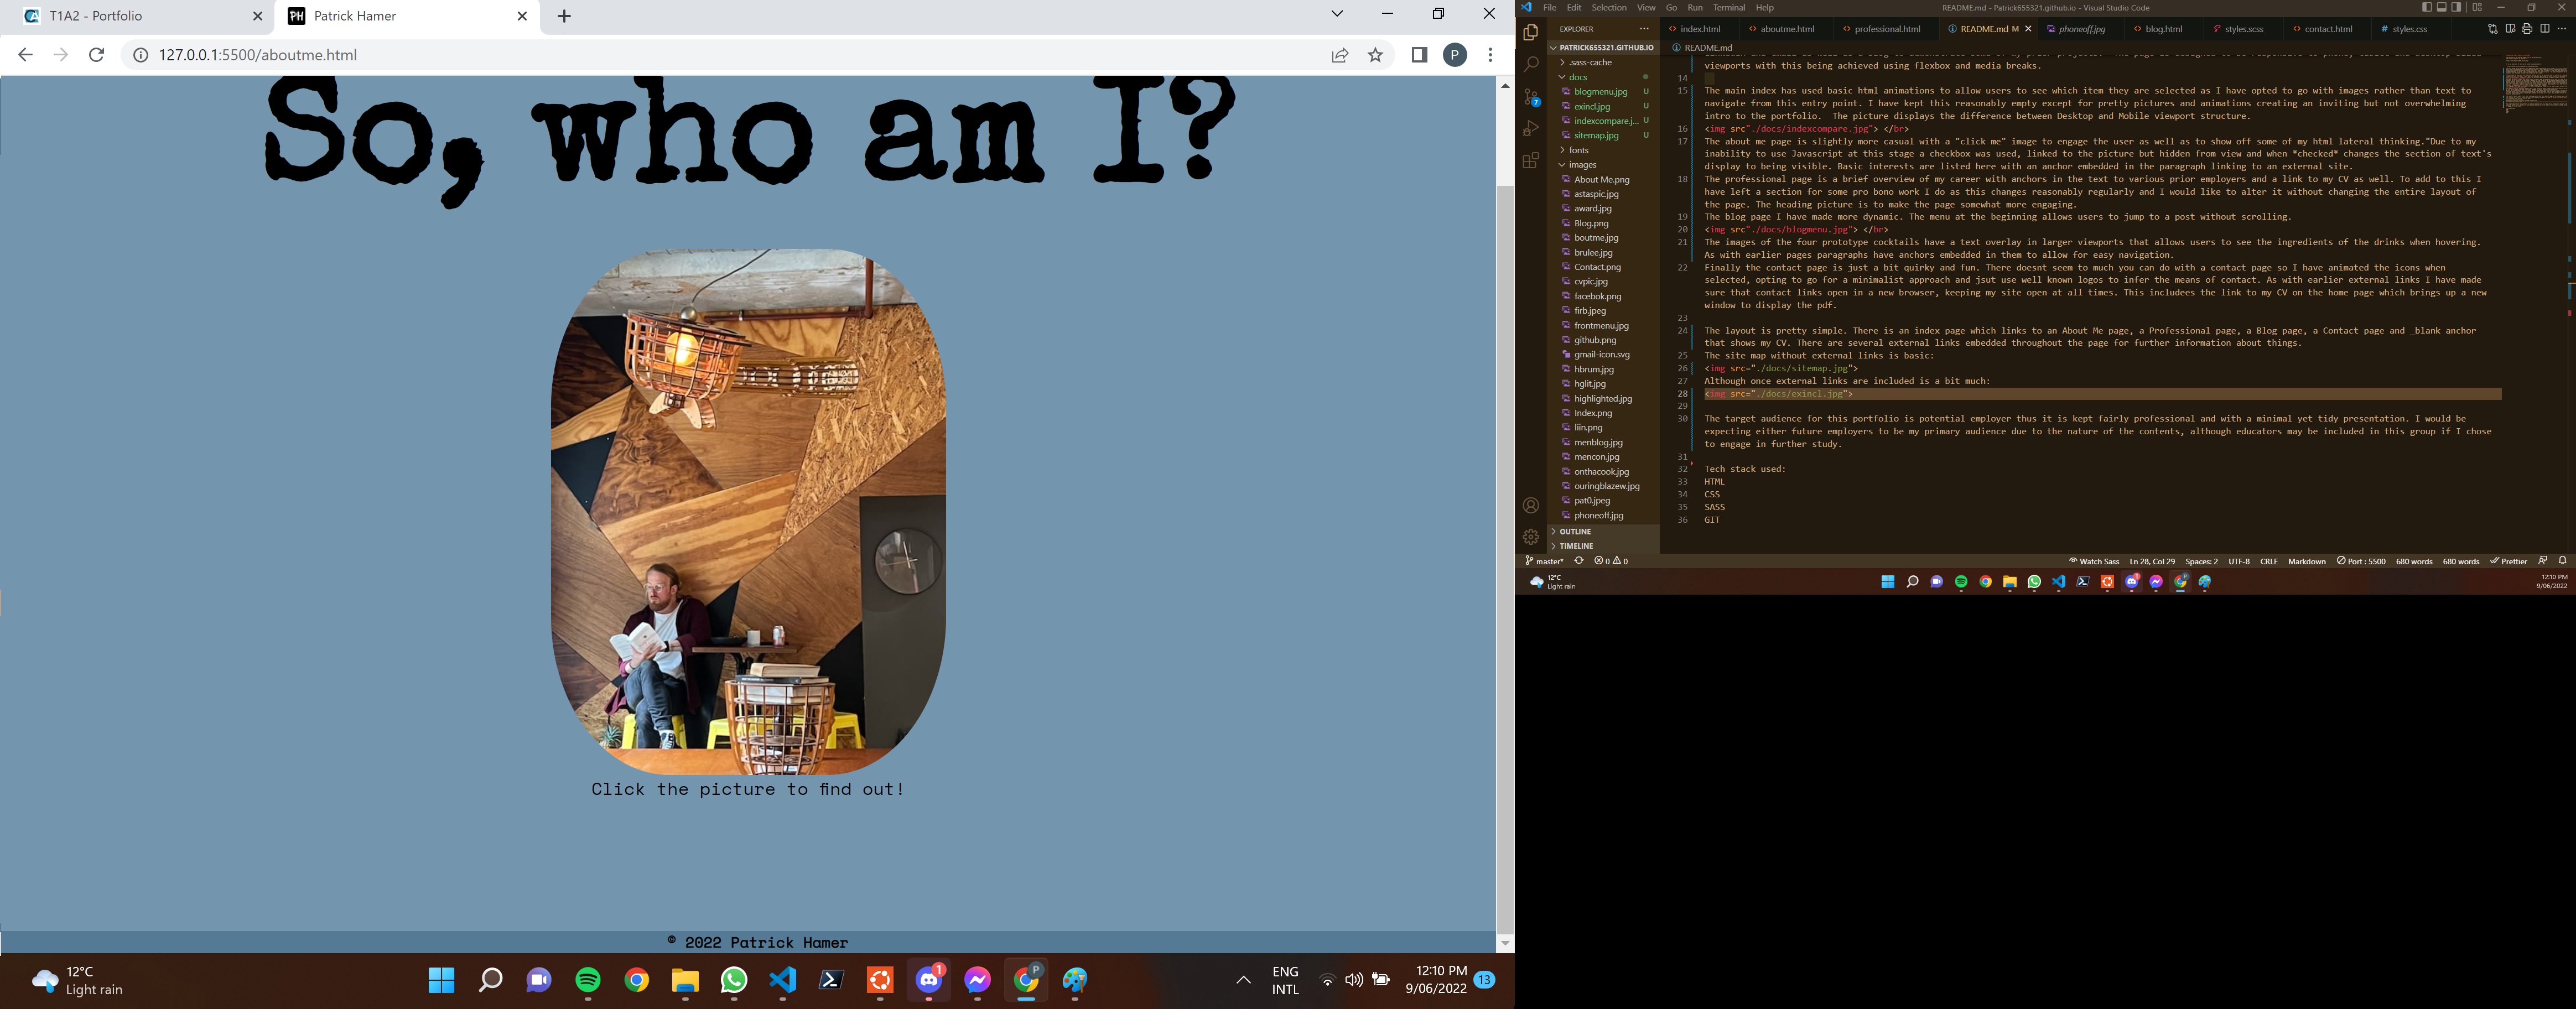 T1A2 - Portfolio
Patrick Hamer
127.0.0.1:5500/aboutme.html
P
So, who am I?
Click the picture to find out!
© 2022 Patrick Hamer
12°C
Light rain
1
P
ENG
INTL
12:10 PM
9/06/2022
13
File Edit Selection View Go Run Terminal Help
README.md - Patrick655321.github.io - Visual Studio Code
EXPLORER
index.html
aboutme.html
professional.html
README.md M
phoneoff.jpg
blog.html
styles.scss
contact.html
styles.css
PATRICK655321.GITHUB.IO
README.md
.sass-cache
docs
blogmenu.jpg U
exincl.jpg U
indexcompare.j... U
sitemap.jpg U
fonts
images
About Me.png
astaspic.jpg
award.jpg
Blog.png
boutme.jpg
brulee.jpg
Contact.png
cvpic.jpg
facebok.png
firb.jpeg
frontmenu.jpg
github.png
gmail-icon.svg
hbrum.jpg
hglit.jpg
highlighted.jpg
Index.png
liin.png
menblog.jpg
mencon.jpg
onthacook.jpg
ouringblazew.jpg
pat0.jpeg
phoneoff.jpg
OUTLINE
TIMELINE
7
viewports with this being achieved using flexbox and media breaks.
14
15 The main index has used basic html animations to allow users to see which item they are selected as I have opted to go with images rather than text to
navigate from this entry point. I have kept this reasonably empty except for pretty pictures and animations creating an inviting but not overwhelming
intro to the portfolio. The picture displays the difference between Desktop and Mobile viewport structure.
16 <img src"./docs/indexcompare.jpg"> </br>
17 The about me page is slightly more casual with a "click me" image to engage the user as well as to show off some of my html lateral thinking."Due to my
inability to use Javascript at this stage a checkbox was used, linked to the picture but hidden from view and when *checked* changes the section of text's
display to being visible. Basic interests are listed here with an anchor embedded in the paragraph linking to an external site.
18 The professional page is a brief overview of my career with anchors in the text to various prior employers and a link to my CV as well. To add to this I
have left a section for some pro bono work I do as this changes reasonably regularly and I would like to alter it without changing the entire layout of
the page. The heading picture is to make the page somewhat more engaging.
19 The blog page I have made more dynamic. The menu at the beginning allows users to jump to a post without scrolling.
20 <img src"./docs/blogmenu.jpg"> </br>
21 The images of the four prototype cocktails have a text overlay in larger viewports that allows users to see the ingredients of the drinks when hovering.
As with earlier pages paragraphs have anchors embedded in them to allow for easy navigation.
22 Finally the contact page is just a bit quirky and fun. There doesnt seem to much you can do with a contact page so I have animated the icons when
selected, opting to go for a minimalist approach and jsut use well known logos to infer the means of contact. As with earlier external links I have made
sure that contact links open in a new browser, keeping my site open at all times. This includees the link to my CV on the home page which brings up a new
window to display the pdf.
23
24 The layout is pretty simple. There is an index page which links to an About Me page, a Professional page, a Blog page, a Contact page and _blank anchor
that shows my CV. There are several external links embedded throughout the page for further information about things.
25 The site map without external links is basic:
26 <img src="./docs/sitemap.jpg">
27 Although once external links are included is a bit much:
28 <img src="./docs/exincl.jpg">
29
30 The target audience for this portfolio is potential employer thus it is kept fairly professional and with a minimal yet tidy presentation. I would be
expecting either future employers to be my primary audience due to the nature of the contents, although educators may be included in this group if I chose
to engage in further study.
31
32 Tech stack used:
33 HTML
34 CSS
35 SASS
36 GIT
master* 0 0
Watch Sass Ln 28, Col 29 Spaces: 2 UTF-8 CRLF Markdown Port : 5500 680 words 680 words Prettier
12°C
Light rain
12:10 PM
9/06/2022